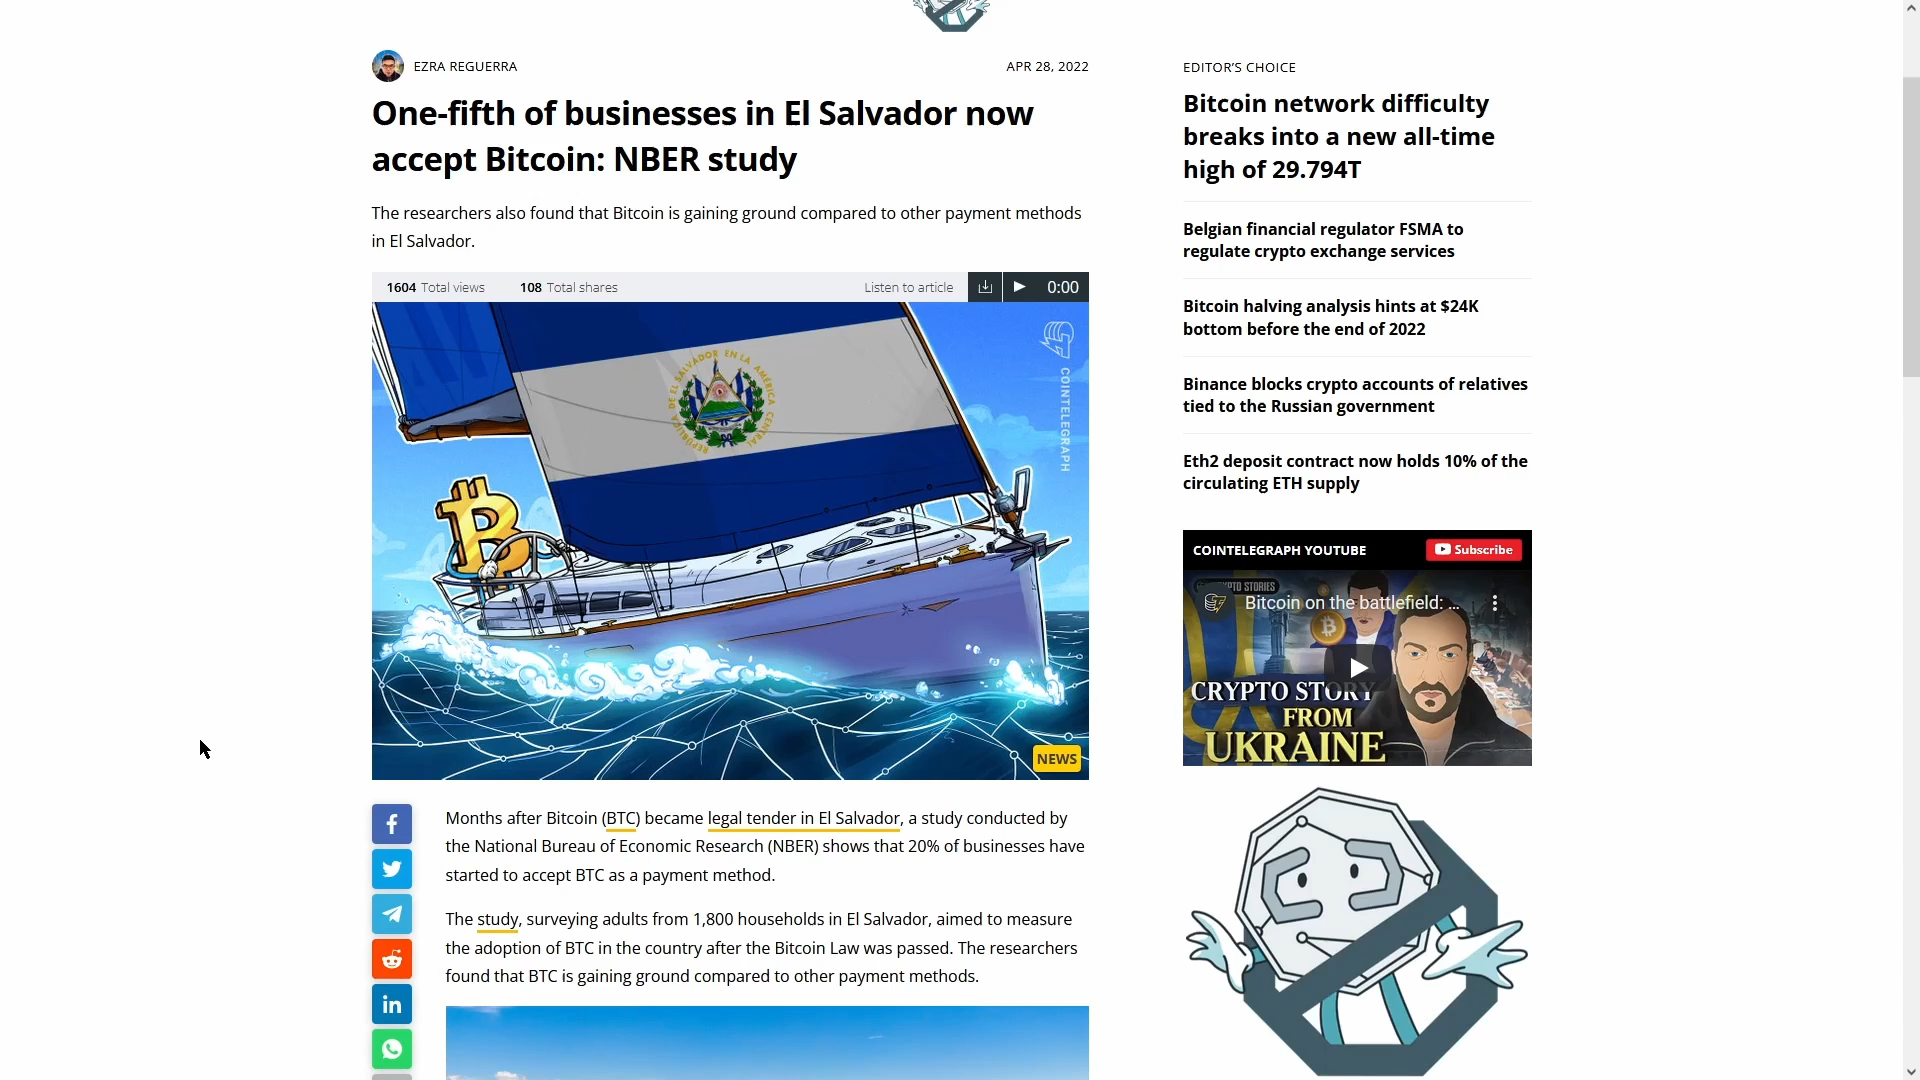 EZRA REGUERRA
APR 28, 2022
One-fifth of businesses in El Salvador now
accept Bitcoin: NBER study
The researchers also found that Bitcoin is gaining ground compared to other payment methods
in El Salvador.
1604 Total views
108 Total shares
Listen to article
0:00
REPÚBLICA DE EL SALVADOR EN LA AMÉRICA CENTRAL
COINTELEGRAPH
NEWS
Months after Bitcoin (BTC) became legal tender in El Salvador, a study conducted by
the National Bureau of Economic Research (NBER) shows that 20% of businesses have
started to accept BTC as a payment method.
The study, surveying adults from 1,800 households in El Salvador, aimed to measure
the adoption of BTC in the country after the Bitcoin Law was passed. The researchers
found that BTC is gaining ground compared to other payment methods.
EDITOR’S CHOICE
Bitcoin network difficulty
breaks into a new all-time
high of 29.794T
Belgian financial regulator FSMA to
regulate crypto exchange services
Bitcoin halving analysis hints at $24K
bottom before the end of 2022
Binance blocks crypto accounts of relatives
tied to the Russian government
Eth2 deposit contract now holds 10% of the
circulating ETH supply
COINTELEGRAPH YOUTUBE
Subscribe
STORIES
Bitcoin on the battlefield: ...
CRYPTO STORY
FROM
UKRAINE